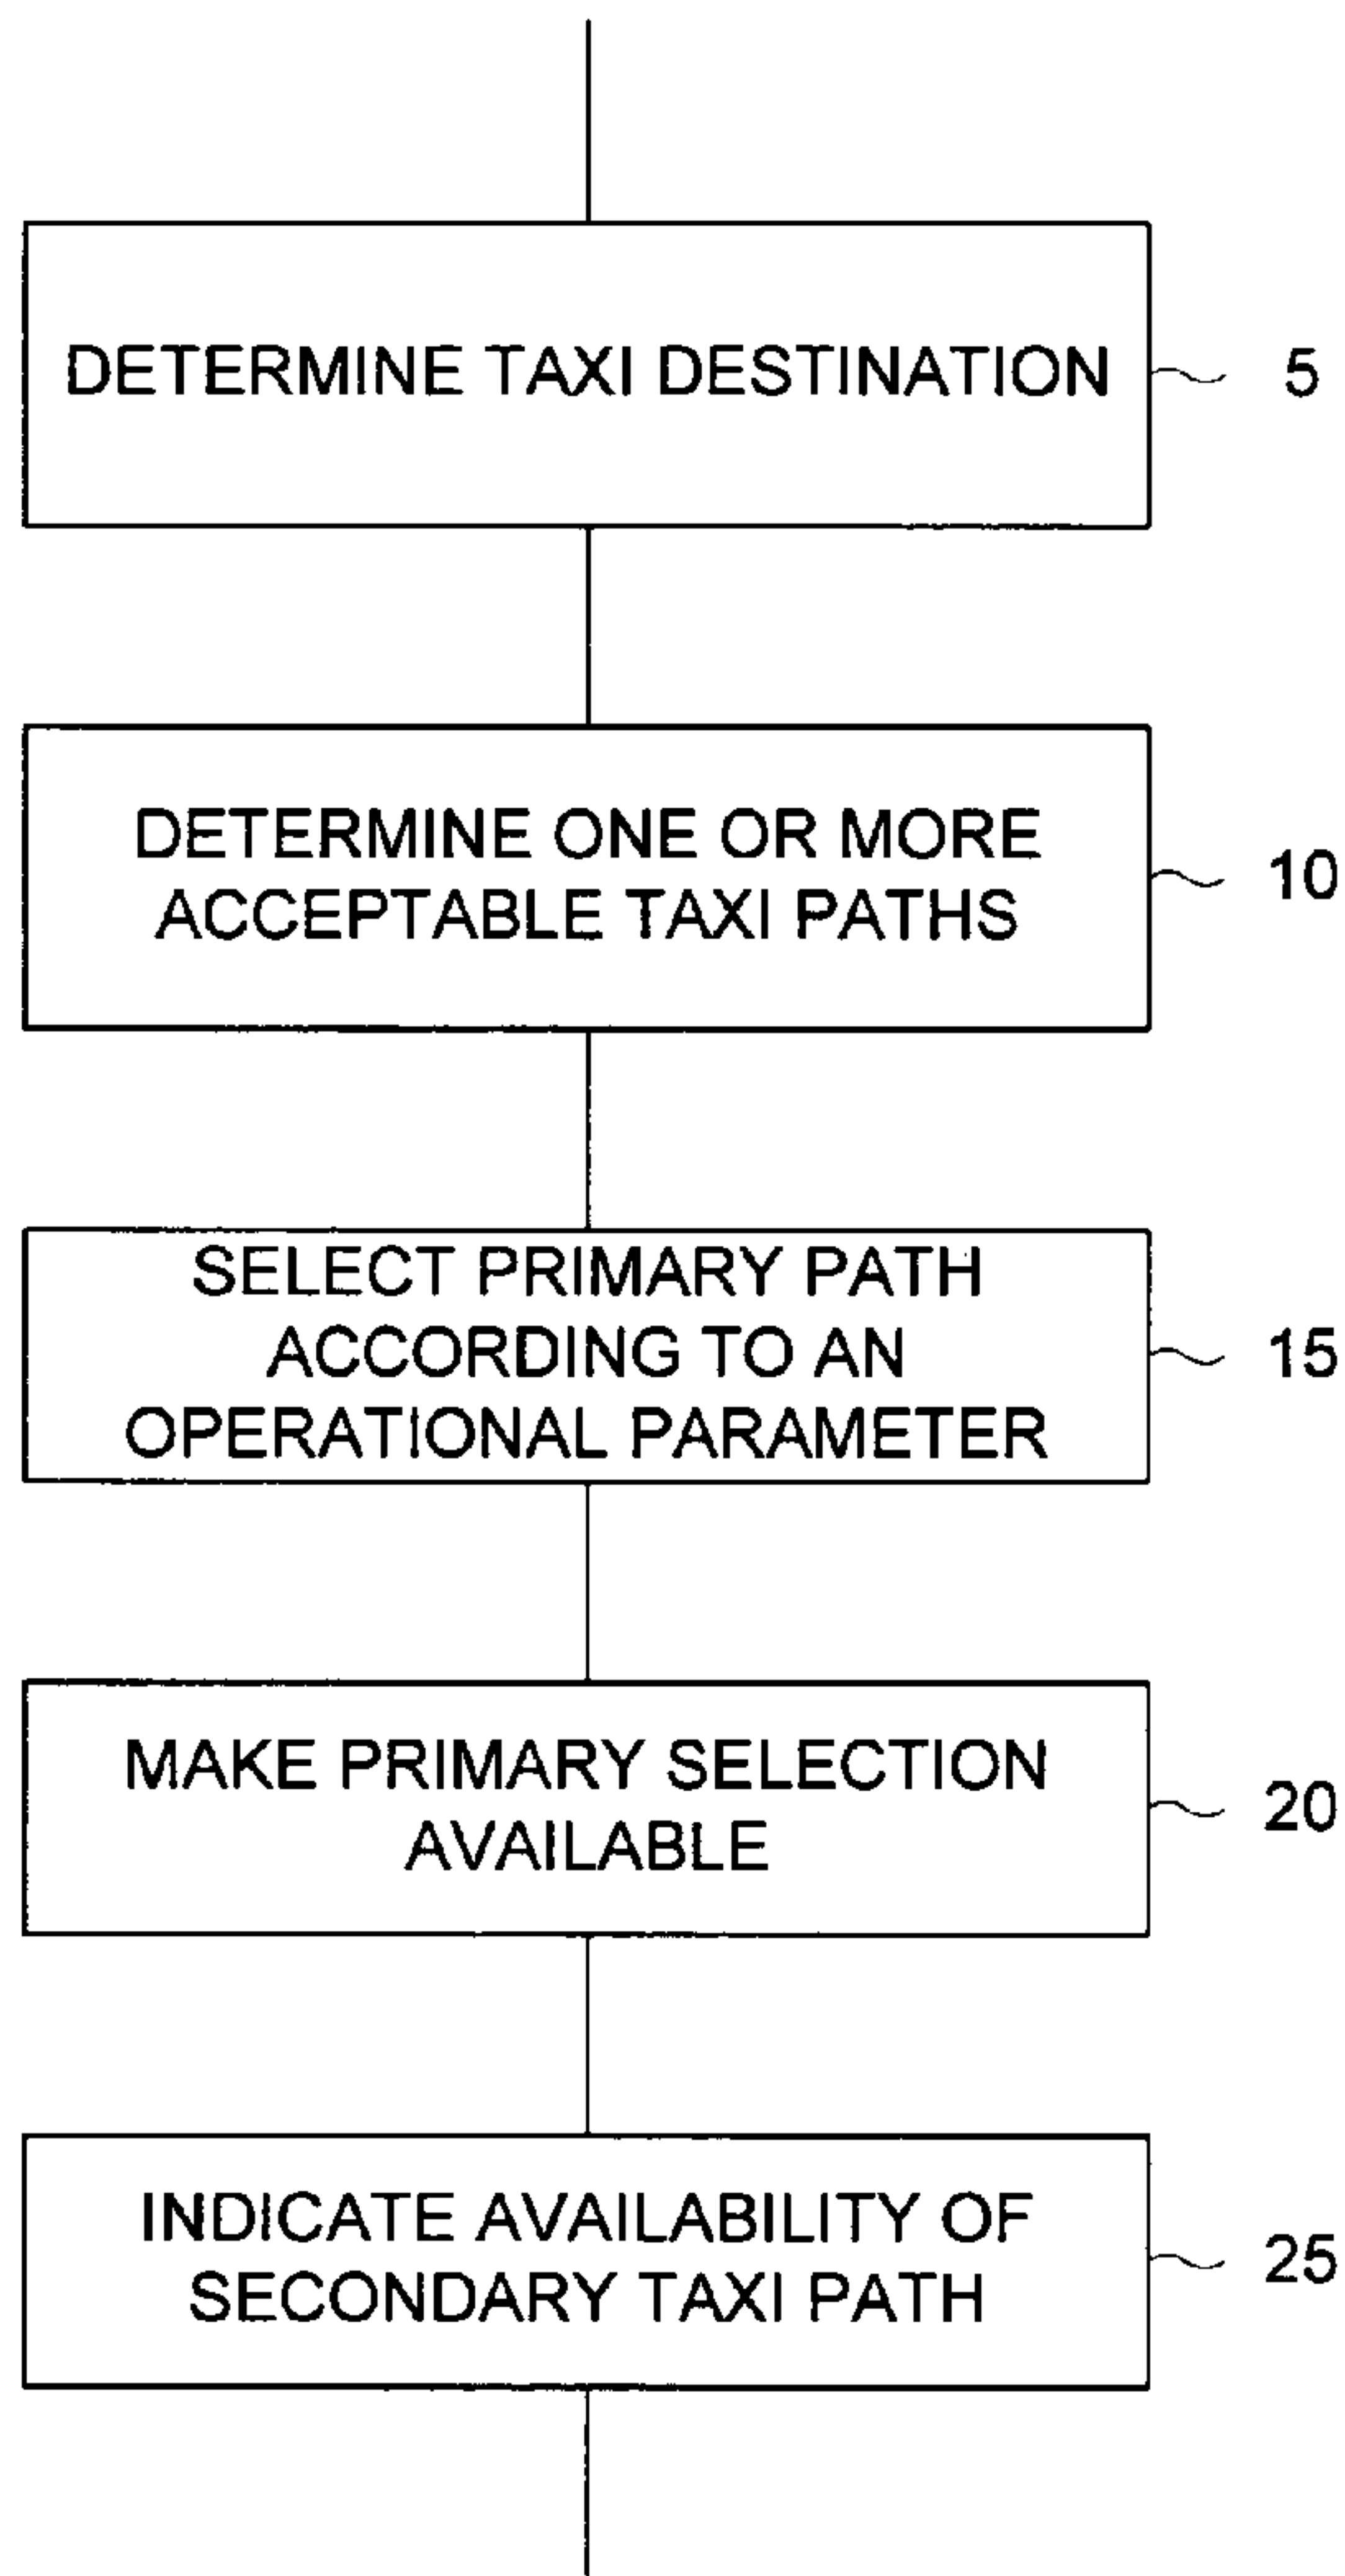 DETERMINE TAXI DESTINATION
5
DETERMINE ONE OR MORE
ACCEPTABLE TAXI PATHS
10
SELECT PRIMARY PATH
ACCORDING TO AN
OPERATIONAL PARAMETER
15
MAKE PRIMARY SELECTION
AVAILABLE
20
INDICATE AVAILABILITY OF
SECONDARY TAXI PATH
25